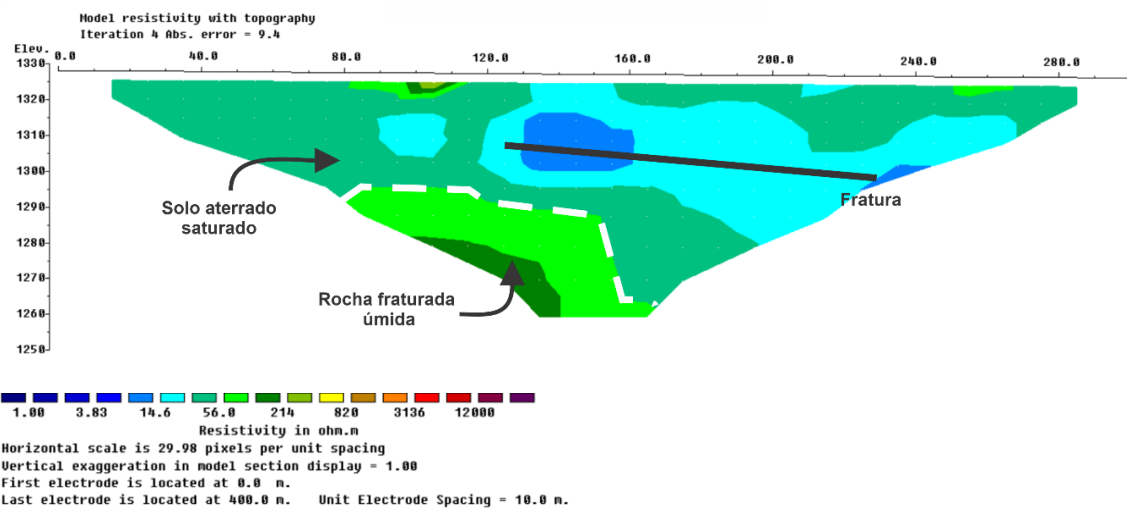 Model resistivity with topography
Iteration 4 Abs. error = 9.4
Elev.
0.0 40.0 80.0 120.0 160.0 200.0 240.0 280.0
1330
1320
1310
1300
1290
1280
1270
1260
1250
Solo aterrado
saturado
Fratura
Rocha fraturada
úmida
1.00 3.83 14.6 56.0 214 820 3136 12000
Resistivity in ohm.m
Horizontal scale is 29.98 pixels per unit spacing
Vertical exaggeration in model section display = 1.00
First electrode is located at 0.0 m.
Last electrode is located at 400.0 m. Unit Electrode Spacing = 10.0 m.